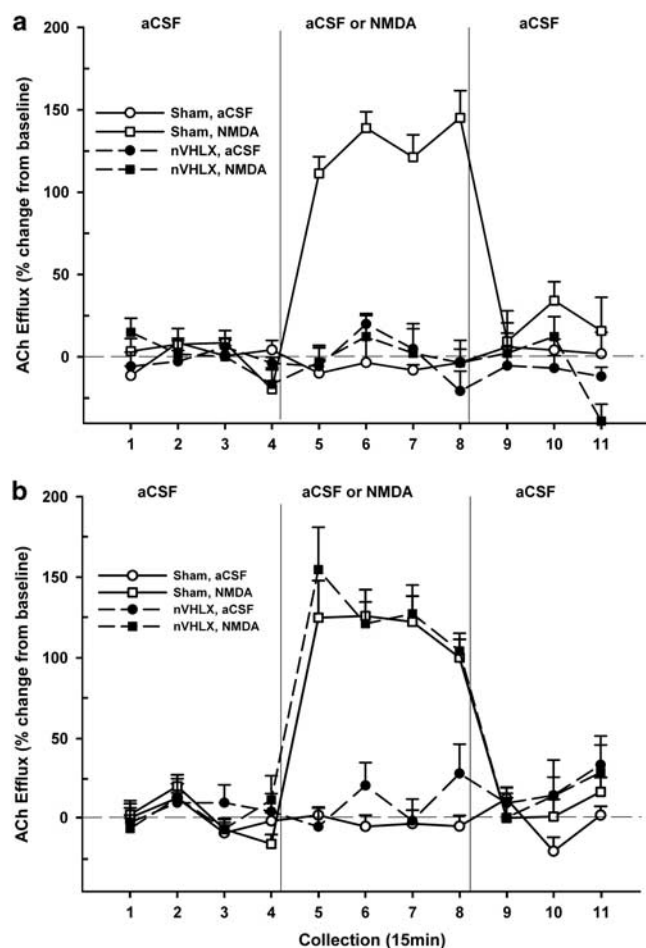 a
aCSF aCSF or NMDA aCSF
200
150
100
50
0
ACh Efflux (% change from baseline)
Sham, aCSF
Sham, NMDA
nVHLX, aCSF
nVHLX, NMDA
1 2 3 4 5 6 7 8 9 10 11
b
aCSF aCSF or NMDA aCSF
200
150
100
50
0
ACh Efflux (% change from baseline)
Sham, aCSF
Sham, NMDA
nVHLX, aCSF
nVHLX, NMDA
1 2 3 4 5 6 7 8 9 10 11
Collection (15min)